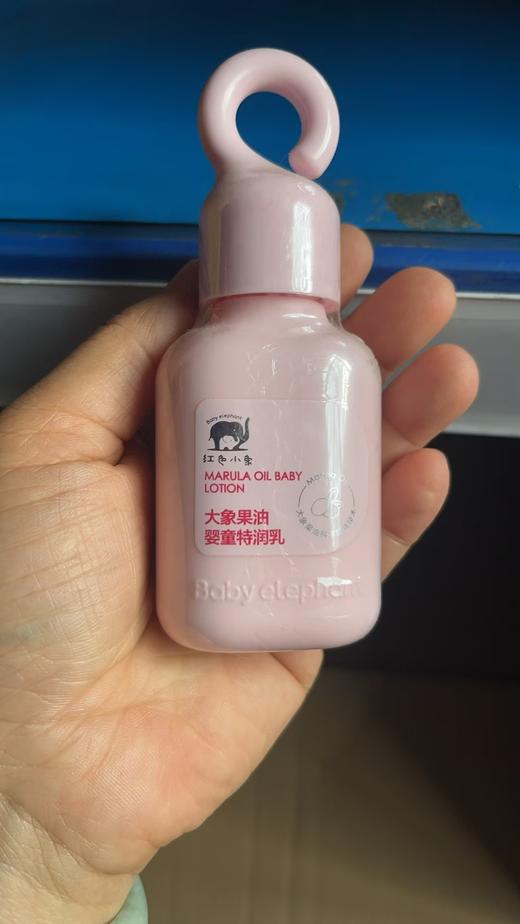 Baby elephant
红色小象
MARULA OIL BABY
LOTION
Marula O
大象果油
婴童特润乳
Baby elephant